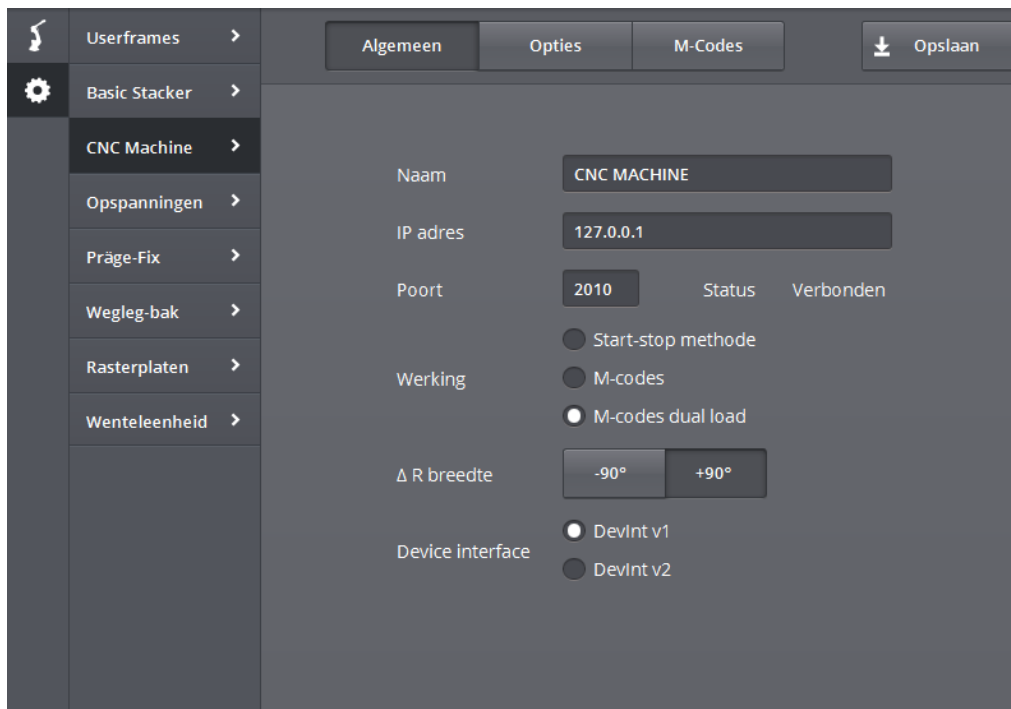 Userframes
Basic Stacker
CNC Machine
Opspanningen
Präge-Fix
Wegleg-bak
Rasterplaten
Wenteleenheid
Algemeen Opties M-Codes Opslaan
Naam CNC MACHINE
IP adres 127.0.0.1
Poort 2010 Status Verbonden
Werking
Start-stop methode
M-codes
M-codes dual load
Δ R breedte -90° +90°
Device interface
DevInt v1
DevInt v2